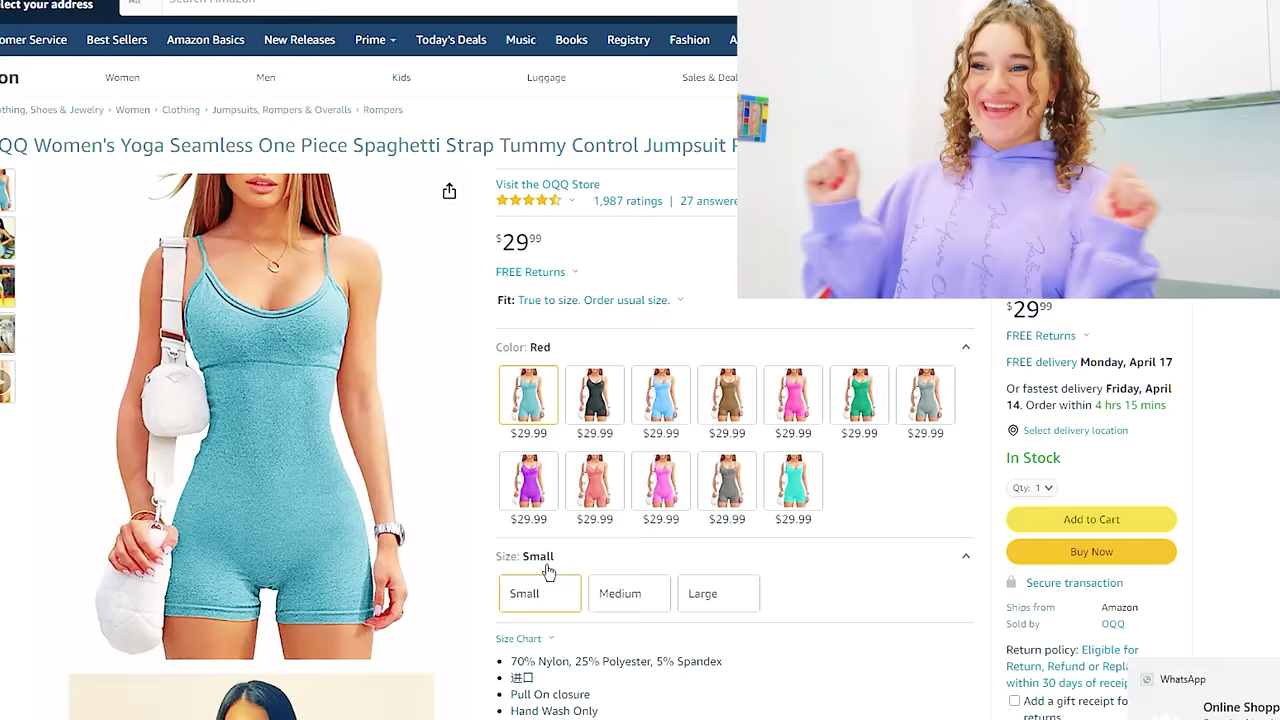 elect your address
All
Search Amazon
omer Service Best Sellers Amazon Basics New Releases Prime Today's Deals Music Books Registry Fashion A
on Women Men Kids Luggage Sales & Deal
othing, Shoes & Jewelry › Women › Clothing › Jumpsuits, Rompers & Overalls › Rompers
QQ Women's Yoga Seamless One Piece Spaghetti Strap Tummy Control Jumpsuit
Visit the OQQ Store
1,987 ratings | 27 answere
$29.99
FREE Returns
Fit: True to size. Order usual size.
Color: Red
$29.99 $29.99 $29.99 $29.99 $29.99 $29.99 $29.99
$29.99 $29.99 $29.99 $29.99 $29.99
Size: Small
Small Medium Large
Size Chart
70% Nylon, 25% Polyester, 5% Spandex
进口
Pull On closure
Hand Wash Only
$29.99
FREE Returns
FREE delivery Monday, April 17
Or fastest delivery Friday, April
14. Order within 4 hrs 15 mins
Select delivery location
In Stock
Qty: 1
Add to Cart
Buy Now
Secure transaction
Ships from Amazon
Sold by OQQ
Return policy: Eligible for
Return, Refund or Repla
within 30 days of receip
Add a gift receipt fo
returns
WhatsApp
Online Shopp